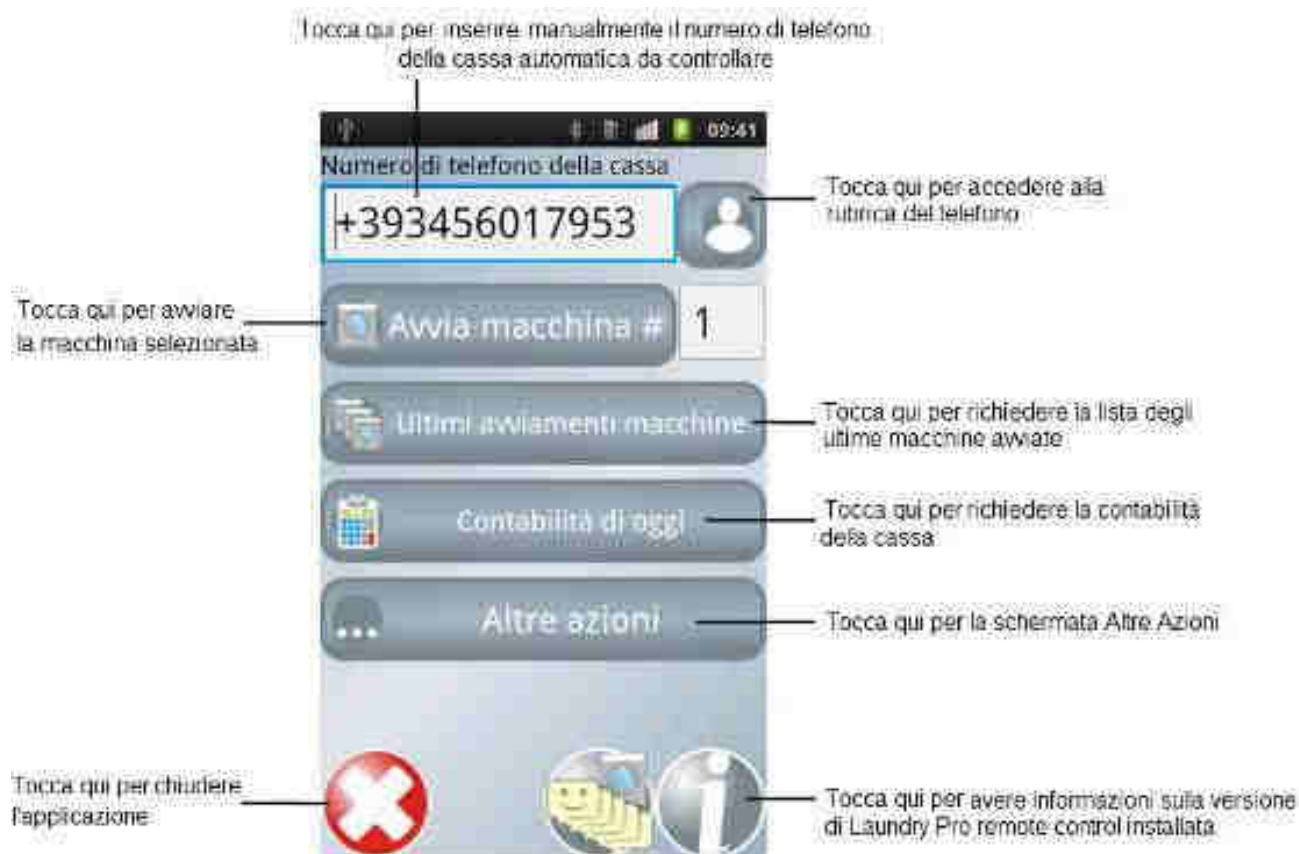 Tocca qui per inserire manualmente il numero di telefono
della cassa automatica da controllare
09:41
Numero di telefono della cassa
+393456017953
Tocca qui per accedere alla
rubrica del telefono
Tocca qui per avviare
la macchina selezionata
Avvia macchina #
1
Ultimi avviamenti macchine
Tocca qui per richiedere la lista degli
ultime macchine avviate
Contabilità di oggi
Tocca qui per richiedere la contabilità
della cassa
Altre azioni
Tocca qui per la schermata Altre Azioni
Tocca qui per chiudere
l'applicazione
Tocca qui per avere informazioni sulla versione
di Laundry Pro remote control installata